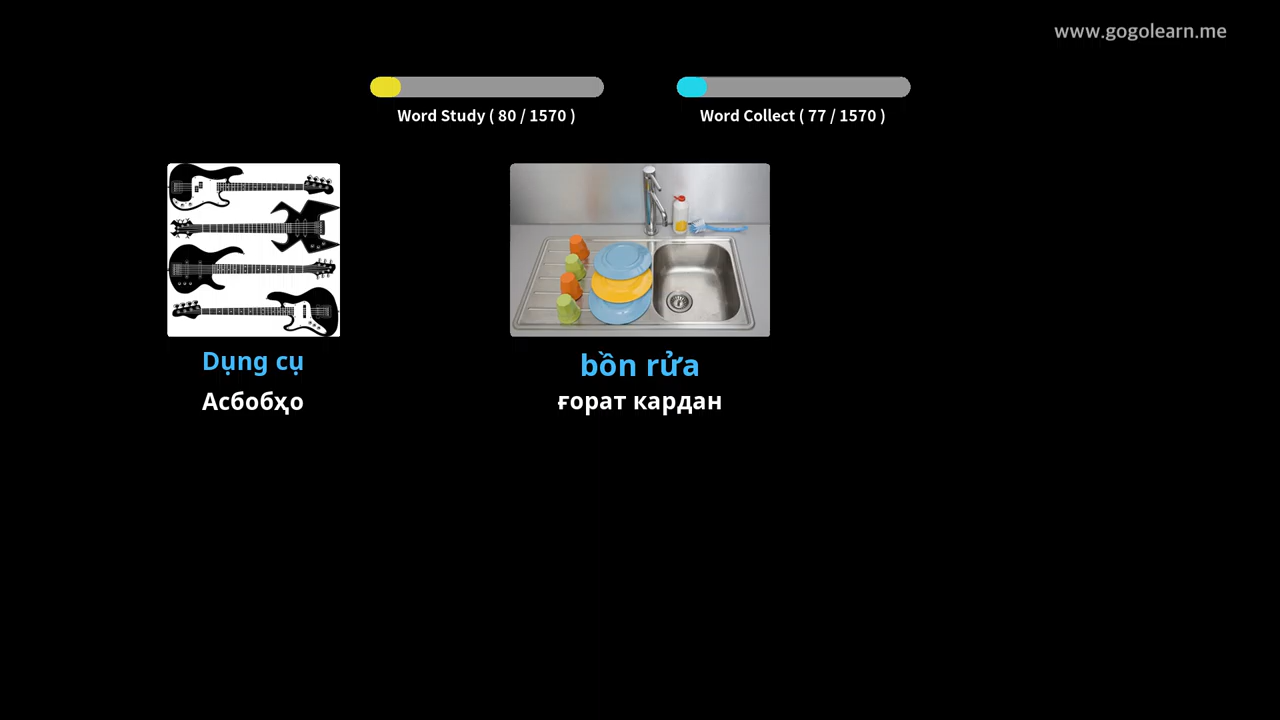 www.gogolearn.me
Word Study ( 80 / 1570 )
Word Collect ( 77 / 1570 )
Dụng cụ
Асбобҳо
bồn rửa
ғорат кардан